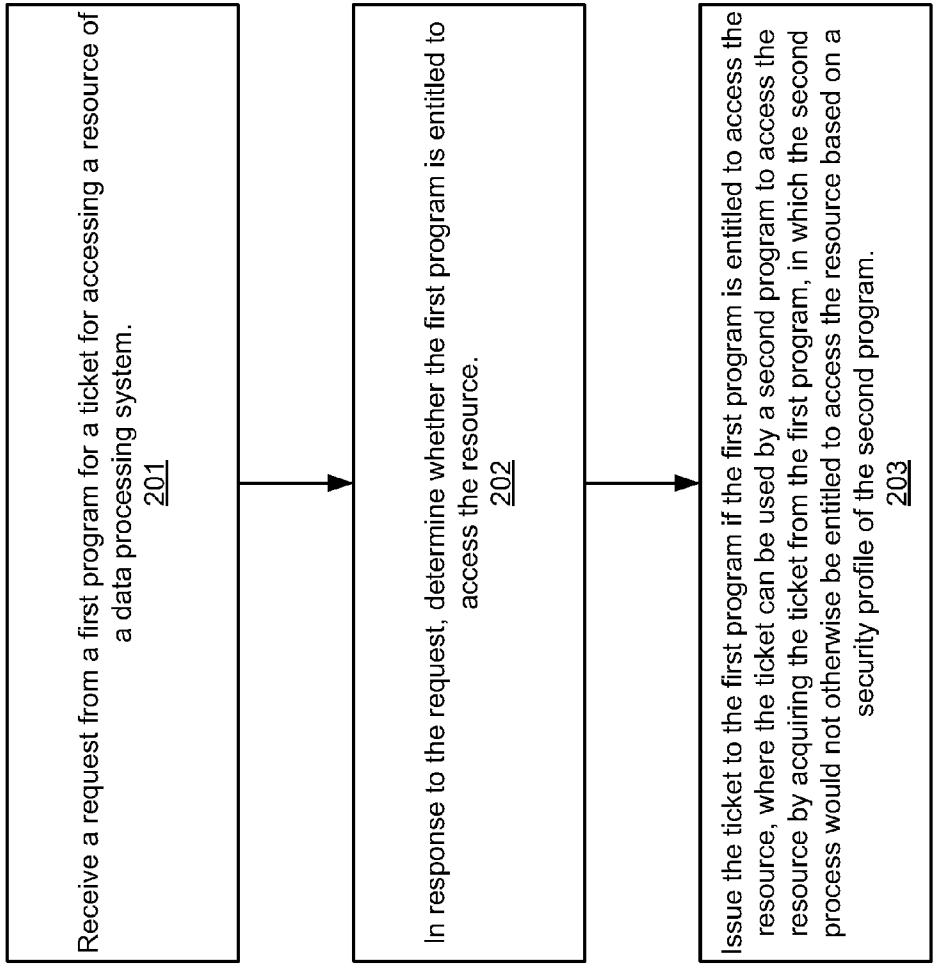 Receive a request from a first program for a ticket for accessing a resource of
a data processing system.
201
In response to the request, determine whether the first program is entitled to
access the resource.
202
Issue the ticket to the first program if the first program is entitled to access the
resource, where the ticket can be used by a second program to access the
resource by acquiring the ticket from the first program, in which the second
process would not otherwise be entitled to access the resource based on a
security profile of the second program.
203